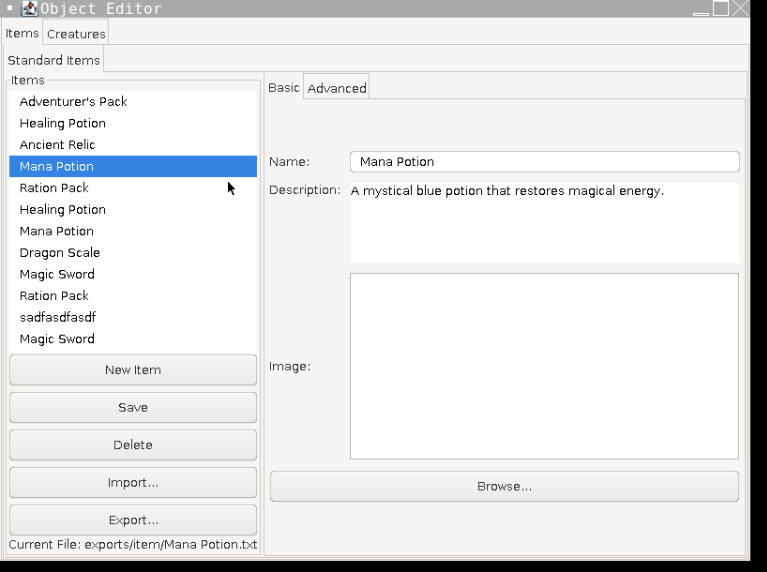 Object Editor
Items Creatures
Standard Items
Items
Adventurer's Pack
Healing Potion
Ancient Relic
Mana Potion
Ration Pack
Healing Potion
Mana Potion
Dragon Scale
Magic Sword
Ration Pack
sadfasdfasdf
Magic Sword
New Item
Save
Delete
Import...
Export...
Current File: exports/item/Mana Potion.txt
Basic Advanced
Name: Mana Potion
Description: A mystical blue potion that restores magical energy.
Image:
Browse...